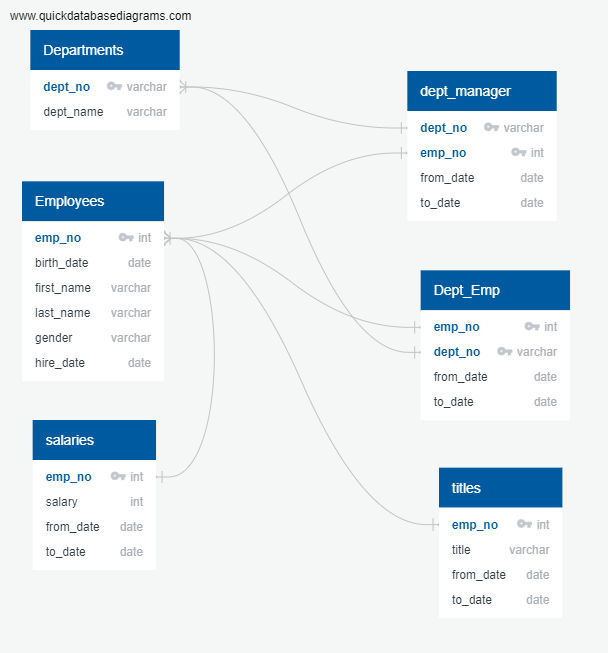 www.quickdatabasediagrams.com
Departments
dept_no varchar
dept_name varchar
Employees
emp_no int
birth_date date
first_name varchar
last_name varchar
gender varchar
hire_date date
salaries
emp_no int
salary int
from_date date
to_date date
dept_manager
dept_no varchar
emp_no int
from_date date
to_date date
Dept_Emp
emp_no int
dept_no varchar
from_date date
to_date date
titles
emp_no int
title varchar
from_date date
to_date date